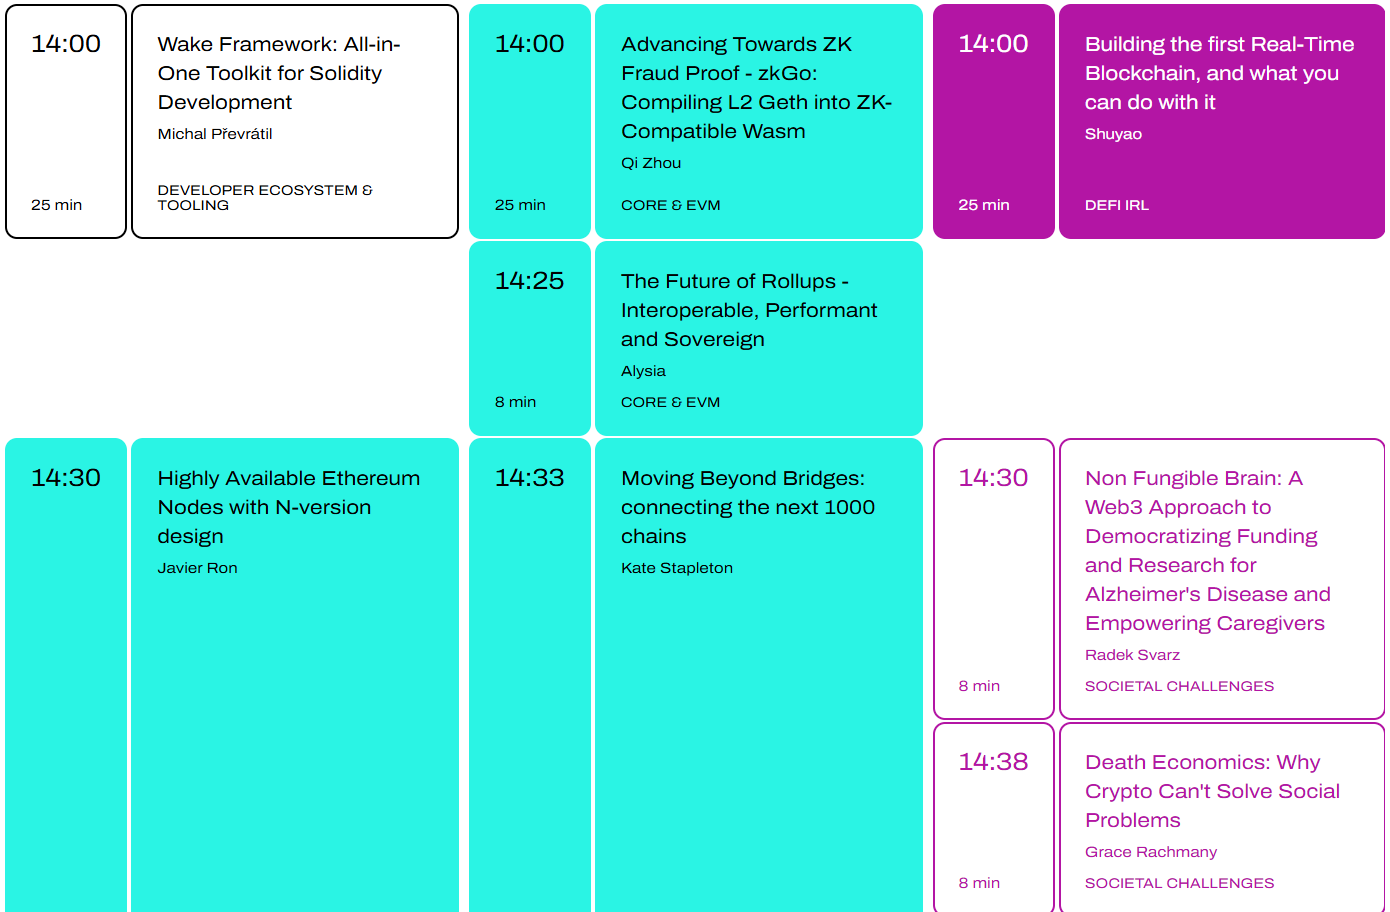 14:00
Wake Framework: All-in-
One Toolkit for Solidity
Development
Michal Převrátil
25 min
DEVELOPER ECOSYSTEM &
TOOLING
14:00
Advancing Towards ZK
Fraud Proof - zkGo:
Compiling L2 Geth into ZK-
Compatible Wasm
Qi Zhou
25 min
CORE & EVM
14:00
Building the first Real-Time
Blockchain, and what you
can do with it
Shuyao
25 min
DEFI IRL
14:25
The Future of Rollups -
Interoperable, Performant
and Sovereign
Alysia
8 min
CORE & EVM
14:30
Highly Available Ethereum
Nodes with N-version
design
Javier Ron
14:33
Moving Beyond Bridges:
connecting the next 1000
chains
Kate Stapleton
14:30
Non Fungible Brain: A
Web3 Approach to
Democratizing Funding
and Research for
Alzheimer's Disease and
Empowering Caregivers
Radek Svarz
8 min
SOCIETAL CHALLENGES
14:38
Death Economics: Why
Crypto Can't Solve Social
Problems
Grace Rachmany
8 min
SOCIETAL CHALLENGES